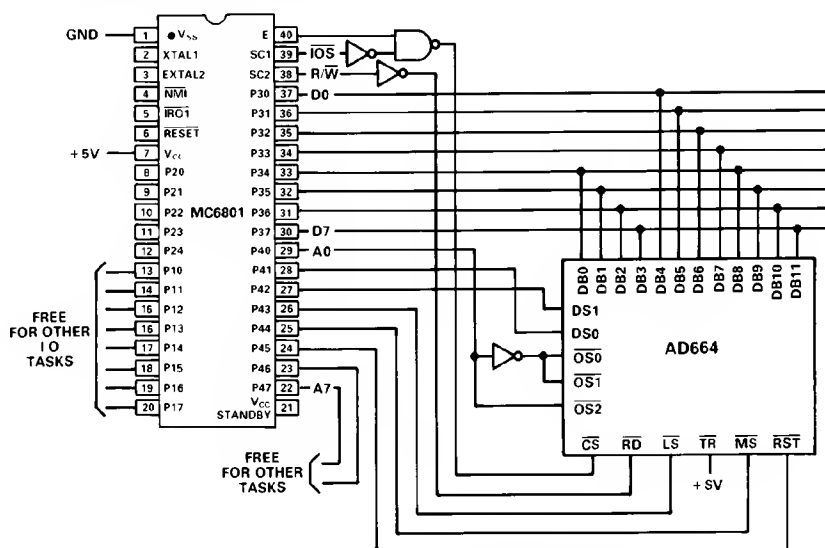 GND
1 VSS E 40
2 XTAL1 SC1 39 IOS
3 EXTAL2 SC2 38 R/W
4 NMI P30 37 D0
5 IRO1 P31 36
6 RESET P32 35
+5V 7 VCC P33 34
8 P20 P34 33
9 P21 P35 32
10 P22 MC6801 P36 31
11 P23 P37 30 D7
12 P24 P40 29 A0
13 P10 P41 28
14 P11 P42 27
16 P12 P43 26
16 P13 P44 25
17 P14 P45 24
18 P15 P46 23
19 P16 P47 22 A7
20 P17 VCC STANDBY 21
FREE
FOR OTHER
I O
TASKS
FREE
FOR OTHER
TASKS
DB0 DB1 DB2 DB3 DB4 DB5 DB6 DB7 DB8 DB9 DB10 DB11
DS1
DS0
OS0
OS1
OS2
AD664
CS RD LS TR MS RST
+5V